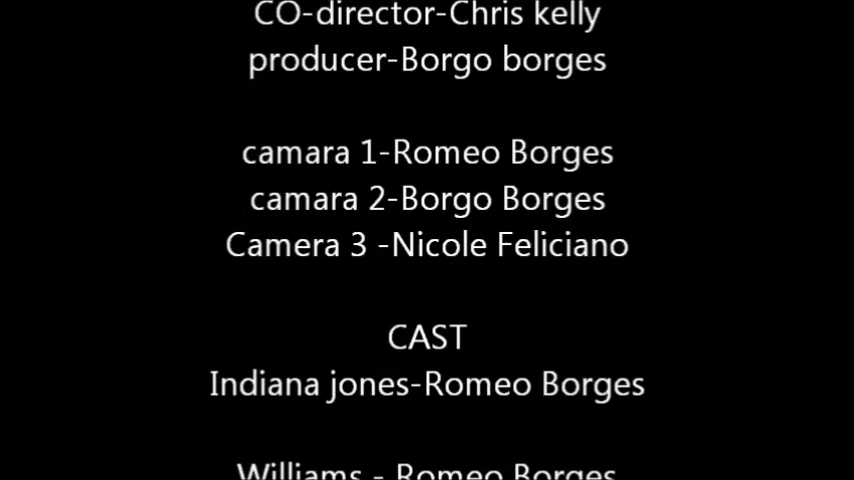 CO-director-Chris kelly
producer-Borgo borges
camara 1-Romeo Borges
camara 2-Borgo Borges
Camera 3 -Nicole Feliciano
CAST
Indiana jones-Romeo Borges
Williams - Romeo Borges